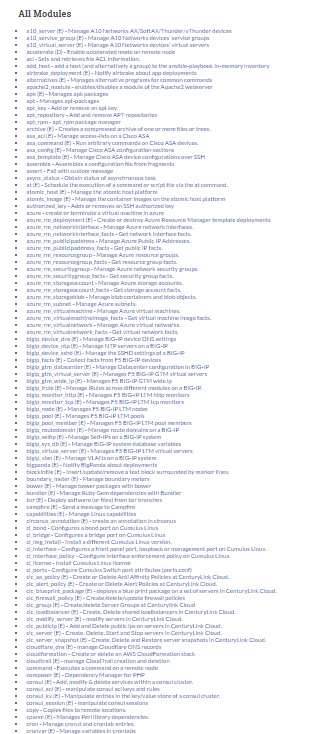 All Modules
a10_server (E) - Manage A10 Networks AX/SoftAX/Thunder/vThunder devices
a10_service_group (E) - Manage A10 Networks devices' service groups
a10_virtual_server (E) - Manage A10 Networks devices' virtual servers
accelerate (D) - Enable accelerated mode on remote node
acl - Sets and retrieves file ACL information.
add_host - add a host (and alternatively a group) to the ansible-playbook in-memory inventory
airbrake_deployment (E) - Notify airbrake about app deployments
alternatives (E) - Manages alternative programs for common commands
apache2_module - enables/disables a module of the Apache2 webserver
apk (E) - Manages apk packages
apt - Manages apt-packages
apt_key - Add or remove an apt key
apt_repository - Add and remove APT repositories
apt_rpm - apt_rpm package manager
archive (E) - Creates a compressed archive of one or more files or trees.
asa_acl (E) - Manage access-lists on a Cisco ASA
asa_command (E) - Run arbitrary commands on Cisco ASA devices.
asa_config (E) - Manage Cisco ASA configuration sections
asa_template (E) - Manage Cisco ASA device configurations over SSH
assemble - Assembles a configuration file from fragments
assert - Fail with custom message
async_status - Obtain status of asynchronous task
at (E) - Schedule the execution of a command or script file via the at command.
atomic_host (E) - Manage the atomic host platform
atomic_image (E) - Manage the container images on the atomic host platform
authorized_key - Adds or removes an SSH authorized key
azure - create or terminate a virtual machine in azure
azure_rm_deployment (E) - Create or destroy Azure Resource Manager template deployments
azure_rm_networkinterface - Manage Azure network interfaces.
azure_rm_networkinterface_facts - Get network interface facts.
azure_rm_publicipaddress - Manage Azure Public IP Addresses.
azure_rm_publicipaddress_facts - Get public IP facts.
azure_rm_resourcegroup - Manage Azure resource groups.
azure_rm_resourcegroup_facts - Get resource group facts.
azure_rm_securitygroup - Manage Azure network security groups.
azure_rm_securitygroup_facts - Get security group facts.
azure_rm_storageaccount - Manage Azure storage accounts.
azure_rm_storageaccount_facts - Get storage account facts.
azure_rm_storageblob - Manage blob containers and blob objects.
azure_rm_subnet - Manage Azure subnets.
azure_rm_virtualmachine - Manage Azure virtual machines.
azure_rm_virtualmachineimage_facts - Get virtual machine image facts.
azure_rm_virtualnetwork - Manage Azure virtual networks.
azure_rm_virtualnetwork_facts - Get virtual network facts.
bigip_device_dns (E) - Manage BIG-IP device DNS settings
bigip_device_ntp (E) - Manage NTP servers on a BIG-IP
bigip_device_sshd (E) - Manage the SSHD settings of a BIG-IP
bigip_facts (E) - Collect facts from F5 BIG-IP devices
bigip_gtm_datacenter (E) - Manage Datacenter configuration in BIG-IP
bigip_gtm_virtual_server (E) - Manages F5 BIG-IP GTM virtual servers
bigip_gtm_wide_ip (E) - Manages F5 BIG-IP GTM wide ip
bigip_irule (E) - Manage iRules across different modules on a BIG-IP.
bigip_monitor_http (E) - Manages F5 BIG-IP LTM http monitors
bigip_monitor_tcp (E) - Manages F5 BIG-IP LTM tcp monitors
bigip_node (E) - Manages F5 BIG-IP LTM nodes
bigip_pool (E) - Manages F5 BIG-IP LTM pools
bigip_pool_member (E) - Manages F5 BIG-IP LTM pool members
bigip_routedomain (E) - Manage route domains on a BIG-IP
bigip_selfip (E) - Manage Self-IPs on a BIG-IP system
bigip_sys_db (E) - Manage BIG-IP system database variables
bigip_virtual_server (E) - Manages F5 BIG-IP LTM virtual servers
bigip_vlan (E) - Manage VLANs on a BIG-IP system
bigpanda (E) - Notify BigPanda about deployments
blockinfile (E) - Insert/update/remove a text block surrounded by marker lines.
boundary_meter (E) - Manage boundary meters
bower (E) - Manage bower packages with bower
bundler (E) - Manage Ruby Gem dependencies with Bundler
bzr (E) - Deploy software (or files) from bzr branches
campfire (E) - Send a message to Campfire
capabilities (E) - Manage Linux capabilities
circonus_annotation (E) - create an annotation in circonus
cl_bond - Configures a bond port on Cumulus Linux
cl_bridge - Configures a bridge port on Cumulus Linux
cl_img_install - Install a different Cumulus Linux version.
cl_interface - Configures a front panel port, loopback or management port on Cumulus Linux.
cl_interface_policy - Configure interface enforcement policy on Cumulus Linux
cl_license - Install Cumulus Linux license
cl_ports - Configure Cumulus Switch port attributes (ports.conf)
clc_aa_policy (E) - Create or Delete Anti Affinity Policies at CenturyLink Cloud.
clc_alert_policy (E) - Create or Delete Alert Policies at CenturyLink Cloud.
clc_blueprint_package (E) - deploys a blue print package on a set of servers in CenturyLink Cloud.
clc_firewall_policy (E) - Create/delete/update firewall policies
clc_group (E) - Create/delete Server Groups at Centurylink Cloud
clc_loadbalancer (E) - Create, Delete shared loadbalancers in CenturyLink Cloud.
clc_modify_server (E) - modify servers in CenturyLink Cloud.
clc_publicip (E) - Add and Delete public ips on servers in CenturyLink Cloud.
clc_server (E) - Create, Delete, Start and Stop servers in CenturyLink Cloud.
clc_server_snapshot (E) - Create, Delete and Restore server snapshots in CenturyLink Cloud.
cloudflare_dns (E) - manage Cloudflare DNS records
cloudformation - Create or delete an AWS CloudFormation stack
cloudtrail (E) - manage CloudTrail creation and deletion
command - Executes a command on a remote node
composer (E) - Dependency Manager for PHP
consul (E) - Add, modify & delete services within a consul cluster.
consul_acl (E) - manipulate consul acl keys and rules
consul_kv (E) - Manipulate entries in the key/value store of a consul cluster.
consul_session (E) - manipulate consul sessions
copy - Copies files to remote locations.
cpanm (E) - Manages Perl library dependencies.
cron - Manage cron.d and crontab entries.
cronvar (E) - Manage variables in crontabs